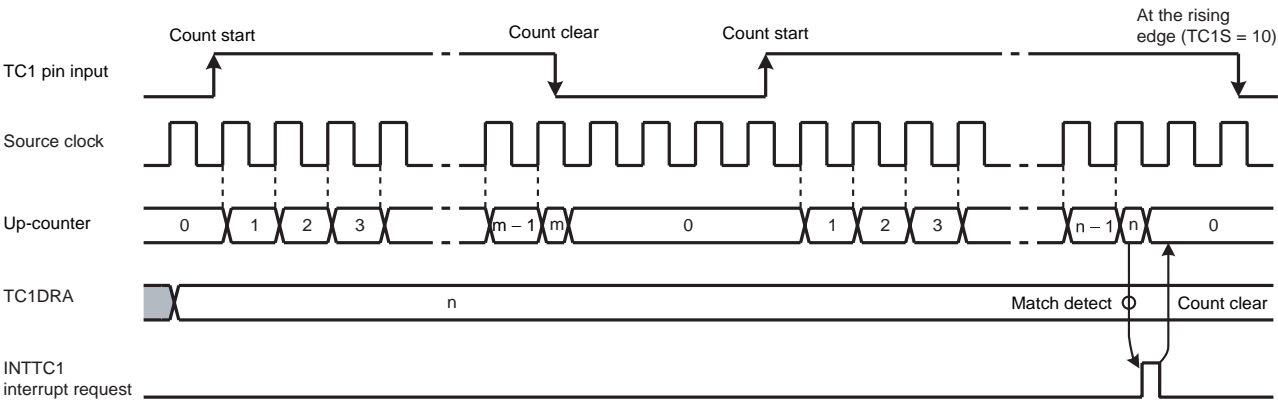 At the rising
edge (TC1S = 10)
Count start
Count clear
Count start
TC1 pin input
Source clock
Up-counter
0 1 2 3 m − 1 m 0 1 2 3 n − 1 n 0
TC1DRA
n
Match detect
Count clear
INTTC1
interrupt request